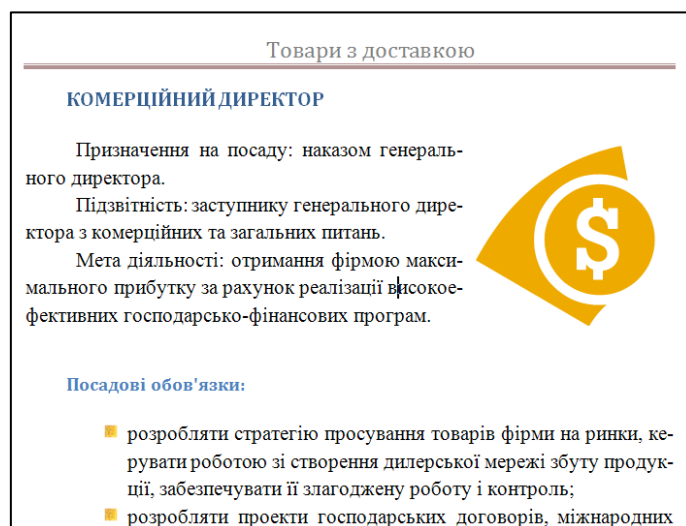 Товари з доставкою
КОМЕРЦІЙНИЙ ДИРЕКТОР
Призначення на посаду: наказом генераль-
ного директора.
Підзвітність: заступнику генерального дире-
ктора з комерційних та загальних питань.
Мета діяльності: отримання фірмою макси-
мального прибутку за рахунок реалізації високое-
фективних господарсько-фінансових програм.
$
Посадові обов'язки:
розробляти стратегію просування товарів фірми на ринки, ке-
рувати роботою зі створення дилерської мережі збуту продук-
ції, забезпечувати її злагоджену роботу і контроль;
розробляти проекти господарських договорів, міжнародних